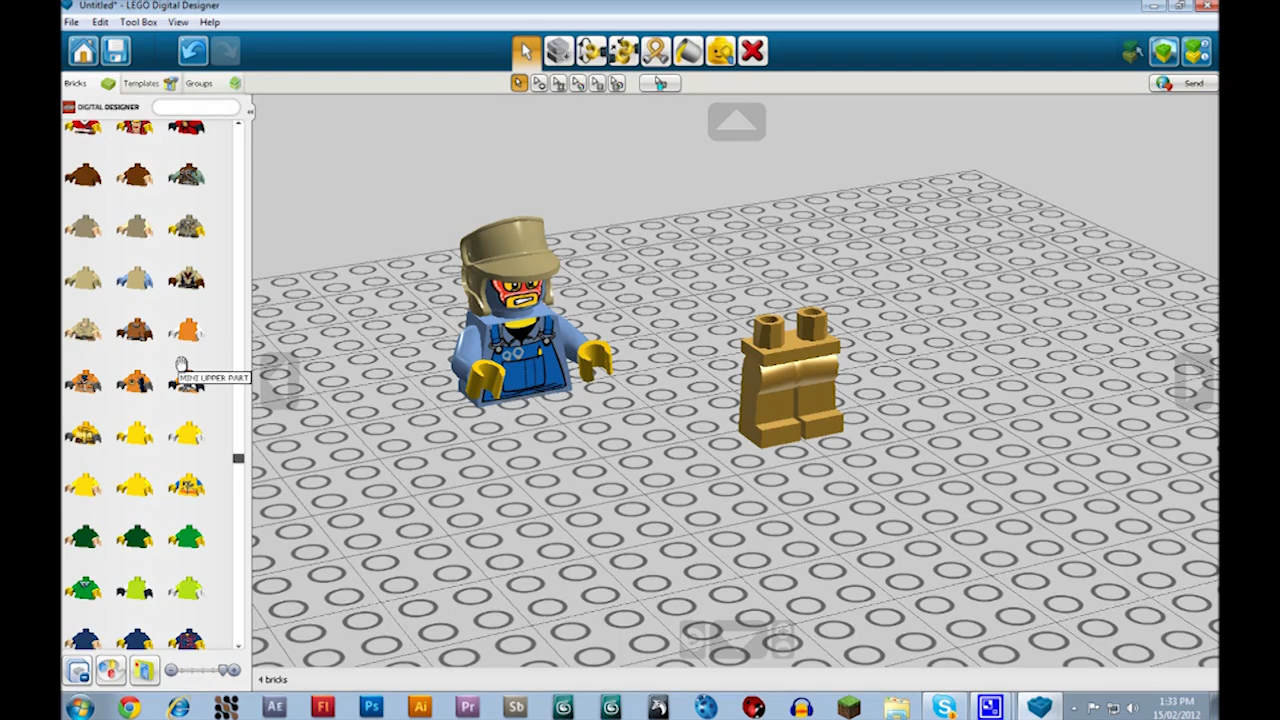 Untitled* - LEGO Digital Designer
File Edit Tool Box View Help
Bricks Templates Groups
Send
DIGITAL DESIGNER
MINI UPPER PART
4 bricks
AE Fl Ps Ai Pr Sb
1:33 PM
15/02/2012